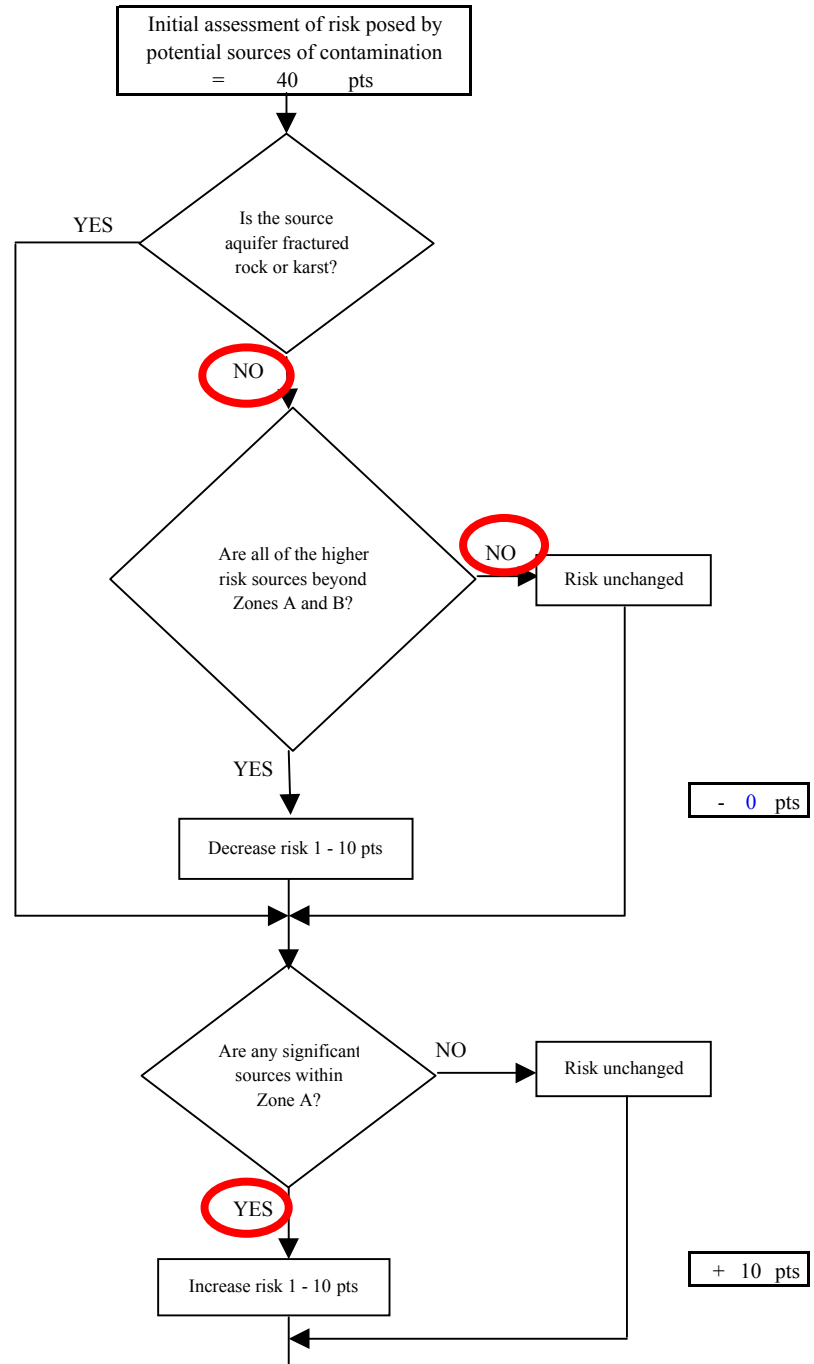 Initial assessment of risk posed by
potential sources of contamination
= 40 pts
YES
Is the source
aquifer fractured
rock or karst?
NO
Are all of the higher
risk sources beyond
Zones A and B?
NO
Risk unchanged
YES
- 0 pts
Decrease risk 1 - 10 pts
Are any significant
sources within
Zone A?
NO
Risk unchanged
YES
+ 10 pts
Increase risk 1 - 10 pts